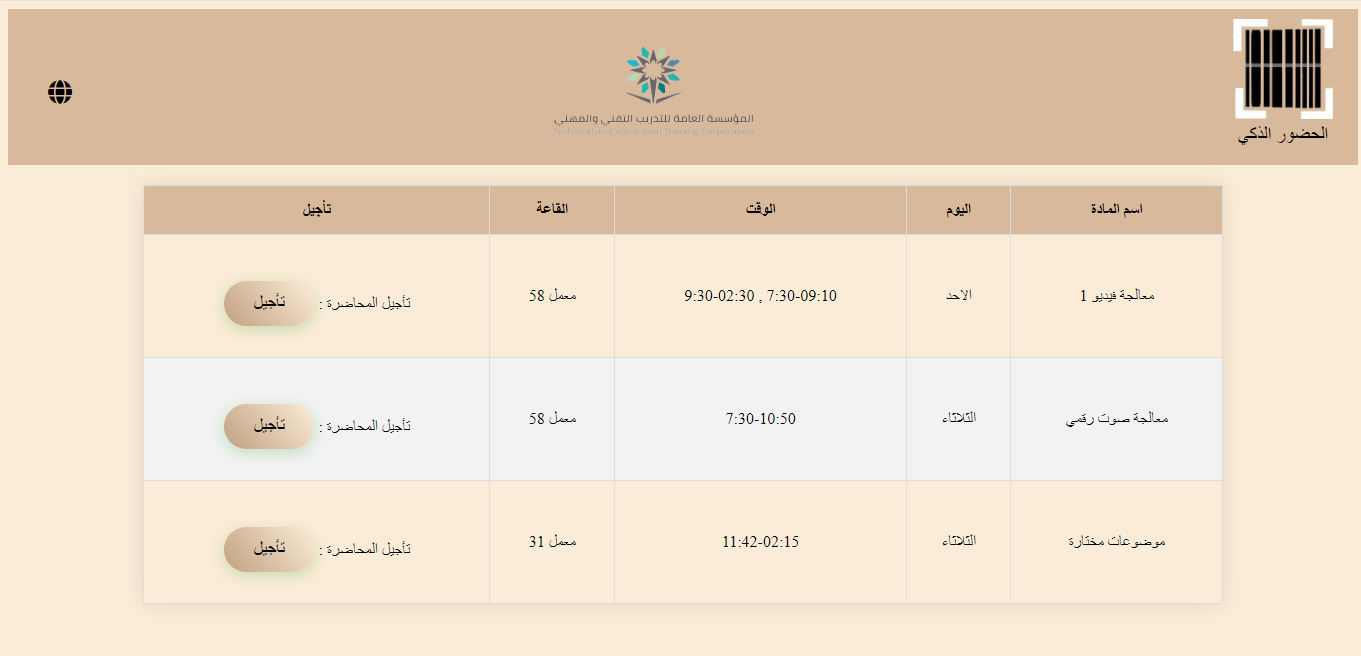 الحضور الذكي
المؤسسة العامة للتدريب التقني والمهني
Technical and Vocational Training Corporation
اسم المادة اليوم الوقت القاعة تأجيل
معالجة فيديو 1 الاحد 7:30-09:10 , 9:30-02:30 معمل 58 تأجيل المحاضرة : تأجيل
معالجة صوت رقمي الثلاثاء 7:30-10:50 معمل 58 تأجيل المحاضرة : تأجيل
موضوعات مختارة الثلاثاء 11:42-02:15 معمل 31 تأجيل المحاضرة : تأجيل